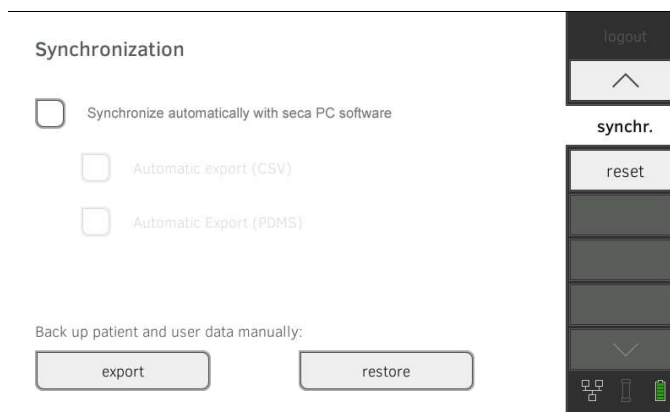 Synchronization
Synchronize automatically with seca PC software
Automatic export (CSV)
Automatic Export (PDMS)
Back up patient and user data manually:
export
restore
logout
synchr.
reset